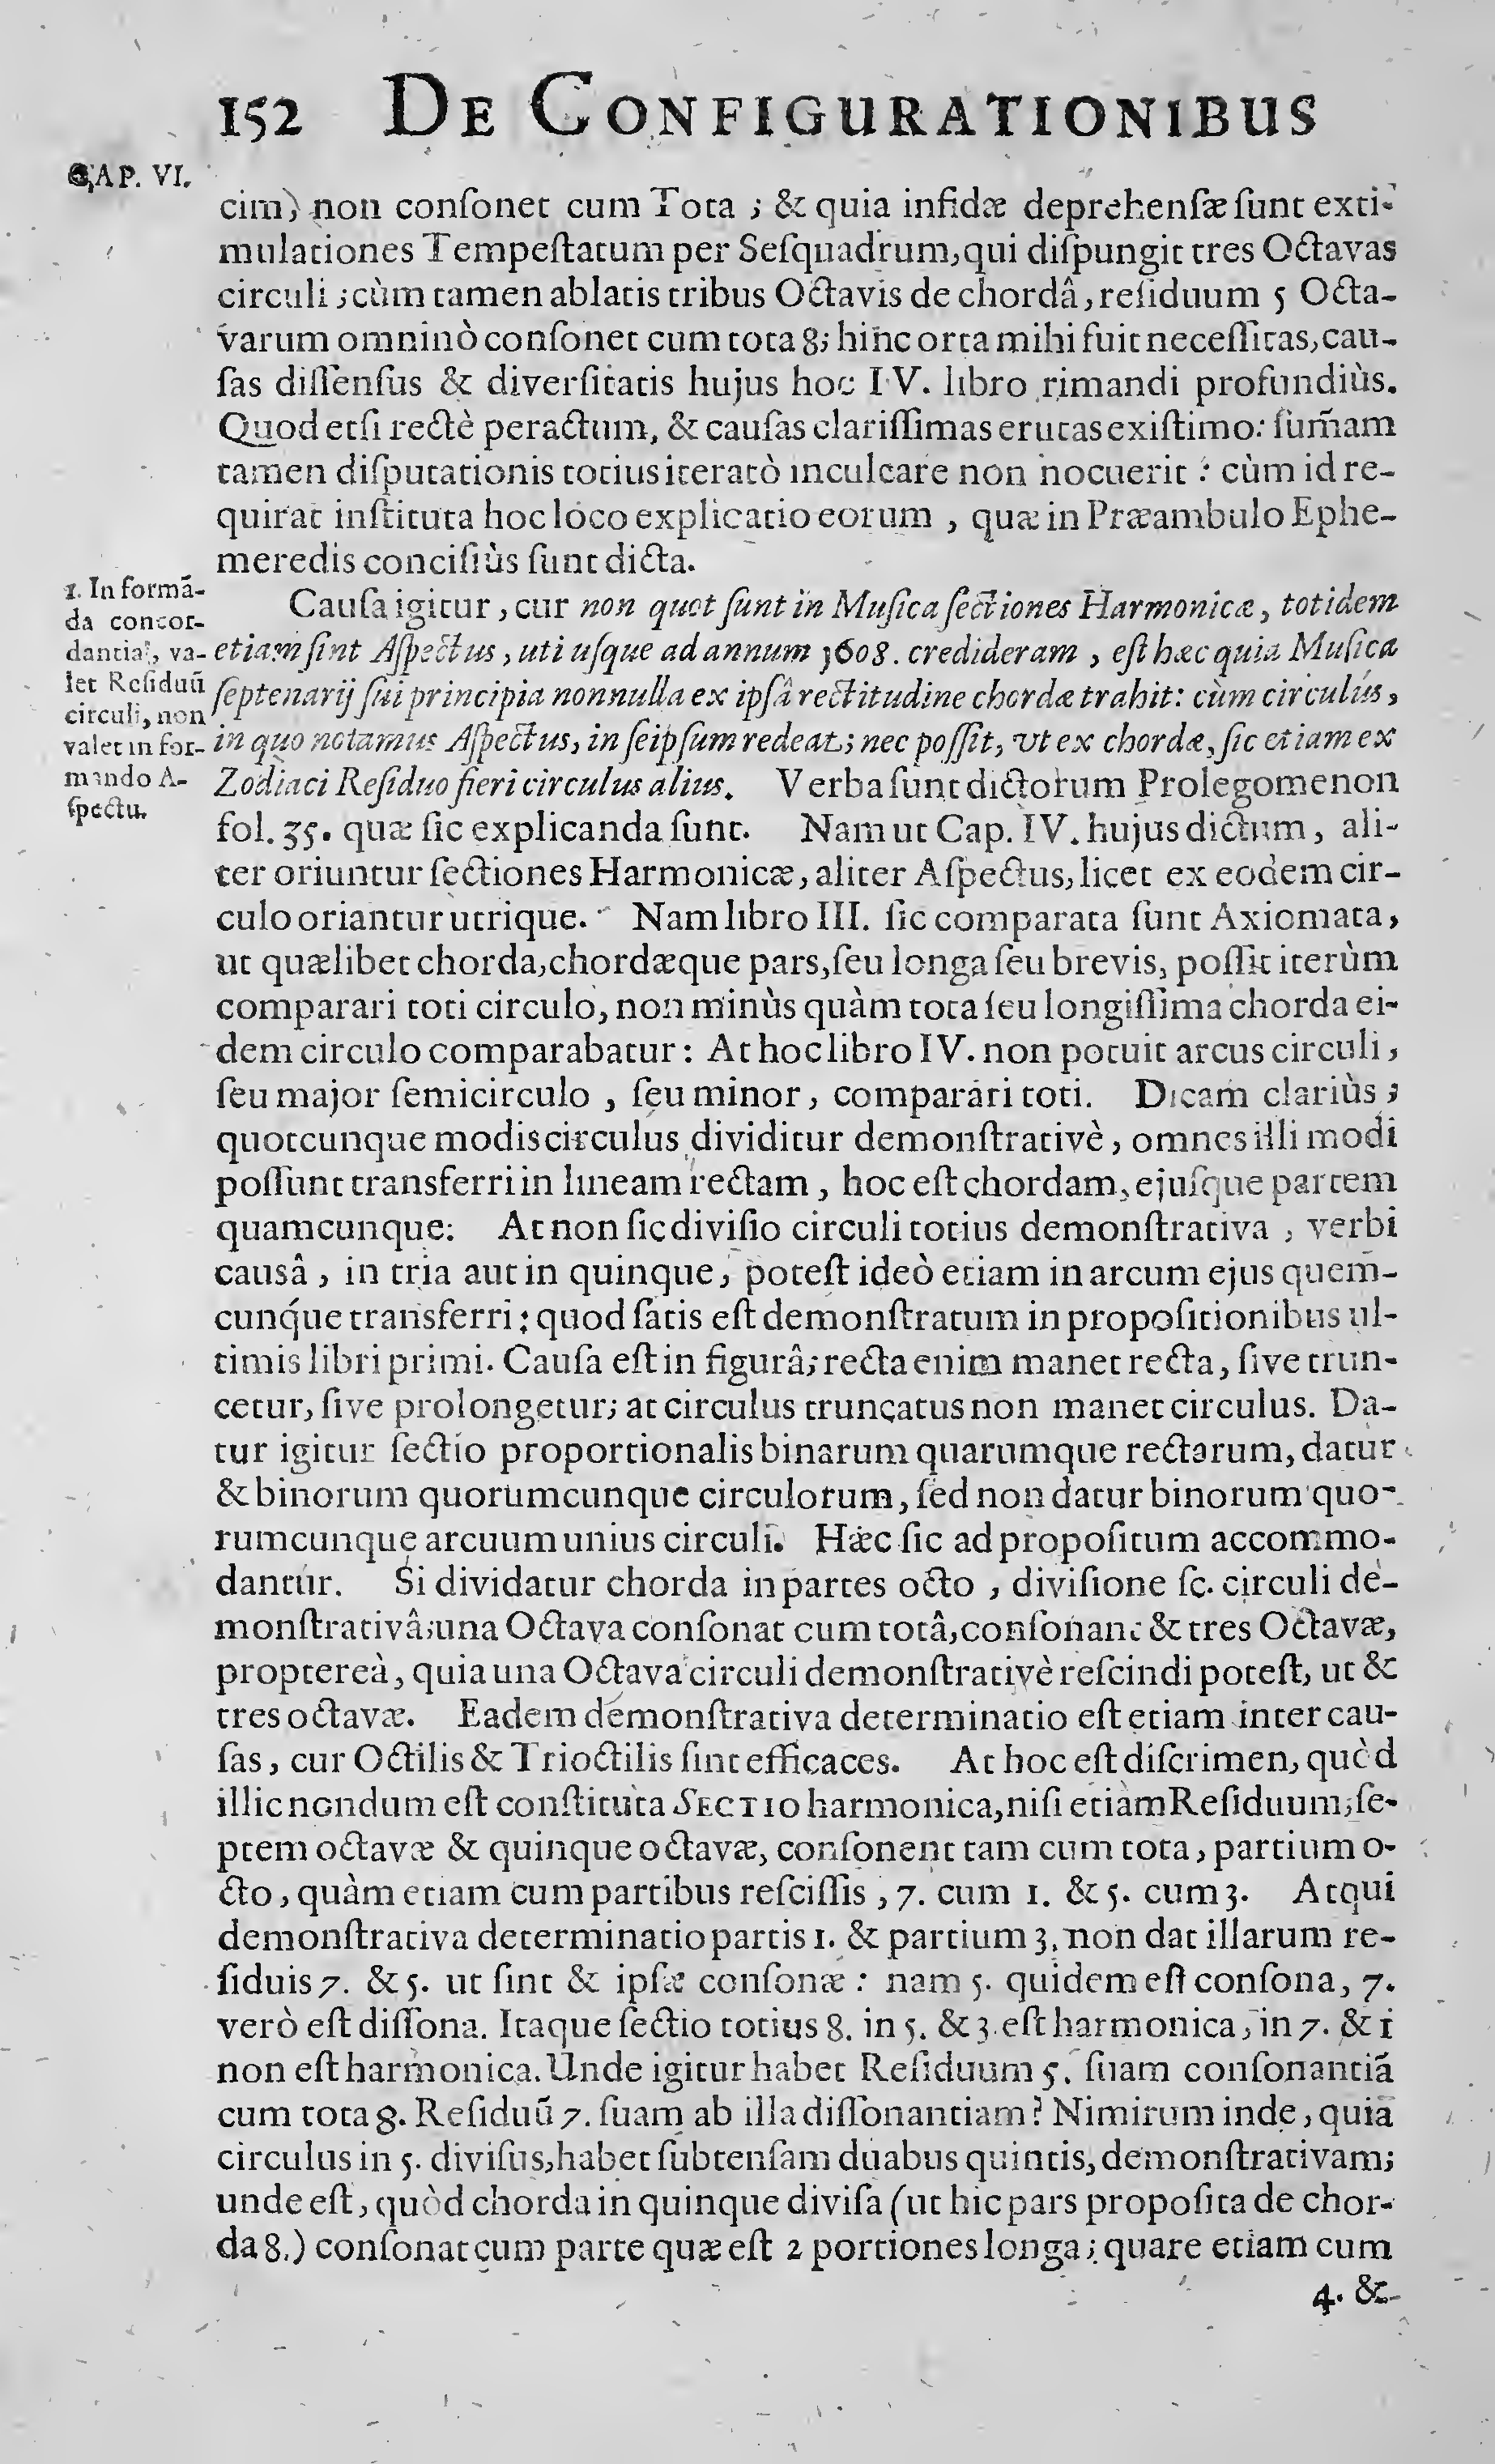 152 DE CONFIGURATIONIBUS
CAP. VI.
cim) non conſonet cum Tota ; & quia infidæ deprehenſæ ſunt exti-
mulationes Tempeſtatum per Seſquadrum, qui diſpungit tres Octavas
circuli ; cùm tamen ablatis tribus Octavis de chordâ, reſiduum 5 Octa-
varum omninò conſonet cum tota 8; hinc orta mihi fuit neceſſitas, cau-
ſas diſſenſus & diverſitatis hujus hoc IV. libro rimandi profundiùs.
Quod etſi rectè peractum, & cauſas clariſſimas erutas exiſtimo: ſum̃am
tamen diſputationis totius iteratò inculcare non nocuerit : cùm id re-
quirat inſtituta hoc loco explicatio eorum , quæ in Præambulo Ephe-
meredis conciſiùs ſunt dicta.
1. In formã-
da concor-
dantia, va-
let Reſiduũ
circuli, non
valet in for-
mando A-
ſpectu.
Cauſa igitur , cur non quot ſunt in Muſica ſectiones Harmonicæ, totidem
etiam ſint Aſpectus, uti uſque ad annum 1608. credideram , eſt hæc quia Muſica
ſeptenarij ſui principia nonnulla ex ipſâ rectitudine chordæ trahit: cùm circulus,
in quo notamus Aſpectus, in ſeipſum redeat; nec poſſit, ut ex chordæ, ſic etiam ex
Zodiaci Reſiduo fieri circulus alius. Verba ſunt dictorum Prolegomenon
fol. 35. quæ ſic explicanda ſunt. Nam ut Cap. IV. hujus dictum, ali-
ter oriuntur ſectiones Harmonicæ, aliter Aſpectus, licet ex eodem cir-
culo oriantur utrique. Nam libro III. ſic comparata ſunt Axiomata,
ut quælibet chorda, chordæque pars, ſeu longa ſeu brevis, poſſit iterùm
comparari toti circulo, non minùs quàm tota ſeu longiſſima chorda ei-
dem circulo comparabatur : At hoc libro IV. non potuit arcus circuli,
ſeu major ſemicirculo , ſeu minor, comparari toti. Dicam clariùs ;
quotcunque modis circulus dividitur demonſtrativè, omnes illi modi
poſſunt transferri in lineam rectam , hoc eſt chordam, ejuſque partem
quamcunque: At non ſic diviſio circuli totius demonſtrativa , verbi
causâ , in tria aut in quinque, poteſt ideò etiam in arcum ejus quem-
cunque transferri: quod ſatis eſt demonſtratum in propoſitionibus ul-
timis libri primi. Cauſa eſt in figurâ; recta enim manet recta, ſive trun-
cetur, ſive prolongetur; at circulus truncatus non manet circulus. Da-
tur igitur ſectio proportionalis binarum quarumque rectarum, datur
& binorum quorumcunque circulorum, ſed non datur binorum quo-
rumcunque arcuum unius circuli. Hæc ſic ad propoſitum accommo-
dantur. Si dividatur chorda in partes octo , diviſione ſc. circuli de-
monſtrativâ; una Octava conſonat cum totâ, conſonant & tres Octavæ,
proptereà, quia una Octava circuli demonſtrativè reſcindi poteſt, ut &
tres octavæ. Eadem demonſtrativa determinatio eſt etiam inter cau-
ſas, cur Octilis & Trioctilis ſint efficaces. At hoc eſt diſcrimen, quòd
illic nondum eſt conſtituta SECTIO harmonica, niſi etiàm Reſiduum, ſe-
ptem octavæ & quinque octavæ, conſonent tam cum tota, partium o-
cto, quàm etiam cum partibus reſciſſis , 7. cum 1. & 5. cum 3. Atqui
demonſtrativa determinatio partis 1. & partium 3. non dat illarum re-
ſiduis 7. & 5. ut ſint & ipſæ conſonæ : nam 5. quidem eſt conſona, 7.
verò eſt diſſona. Itaque ſectio totius 8. in 5. & 3. eſt harmonica, in 7. & 1
non eſt harmonica. Unde igitur habet Reſiduum 5. ſuam conſonantiã
cum tota 8. Reſiduũ 7. ſuam ab illa diſſonantiam? Nimirum inde, quia
circulus in 5. diviſus, habet ſubtenſam duabus quintis, demonſtrativam;
unde eſt, quòd chorda in quinque diviſa (ut hic pars propoſita de chor-
da 8.) conſonat cum parte quæ eſt 2 portiones longa; quare etiam cum
4. &